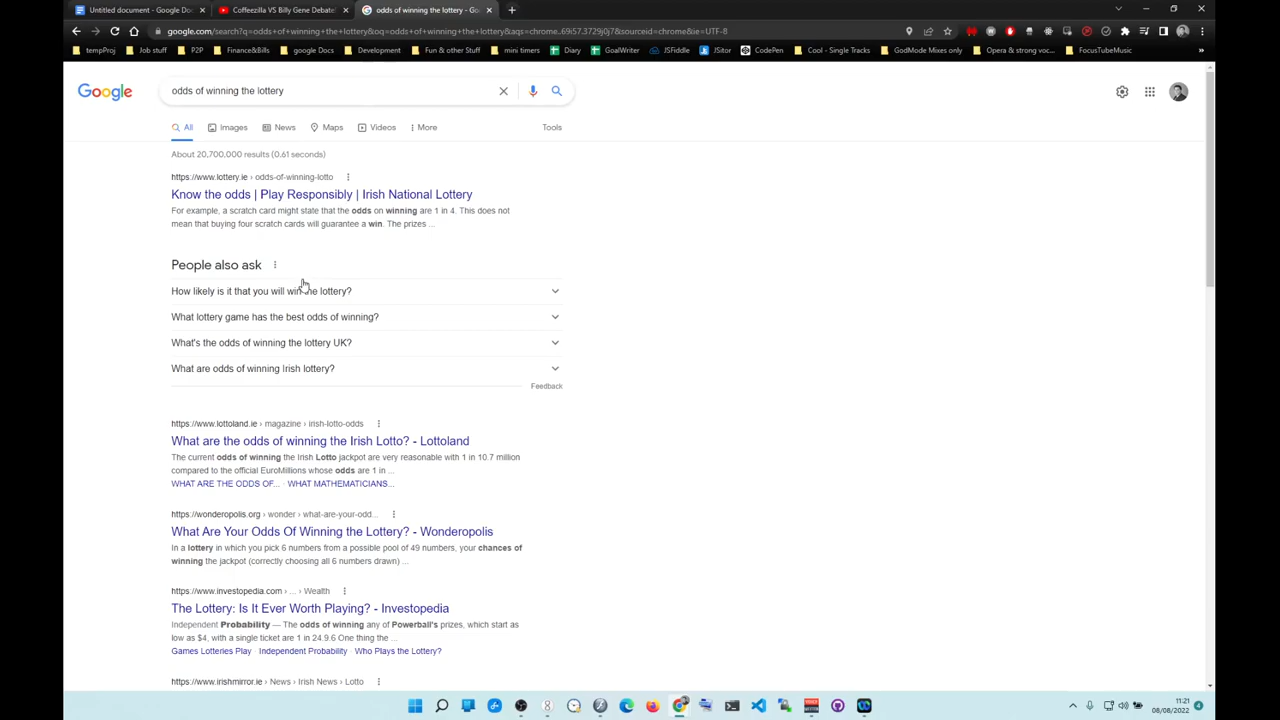 Untitled document - Google Doc
Coffeezilla VS Billy Gene Debate!
odds of winning the lottery - Go
google.com/search?q=odds+of+winning+the+lottery&oq=odds+of+winning+the+lottery&aqs=chrome..69i57.3729j0j7&sourceid=chrome&ie=UTF-8
tempProj
Job stuff
P2P
Finance&Bills
google Docs
Development
Fun & other stuff
mini timers
Diary
GoalWriter
JSFiddle
JSitor
CodePen
Cool - Single Tracks
GodMode Mixes only
Opera & strong voc...
FocusTubeMusic
Google
odds of winning the lottery
All
Images
News
Maps
Videos
More
Tools
About 20,700,000 results (0.61 seconds)
https://www.lottery.ie › odds-of-winning-lotto
Know the odds | Play Responsibly | Irish National Lottery
For example, a scratch card might state that the odds on winning are 1 in 4. This does not
mean that buying four scratch cards will guarantee a win. The prizes ...
People also ask
How likely is it that you will win the lottery?
What lottery game has the best odds of winning?
What's the odds of winning the lottery UK?
What are odds of winning Irish lottery?
Feedback
https://www.lottoland.ie › magazine › irish-lotto-odds
What are the odds of winning the Irish Lotto? - Lottoland
The current odds of winning the Irish Lotto jackpot are very reasonable with 1 in 10.7 million
compared to the official EuroMillions whose odds are 1 in ...
WHAT ARE THE ODDS OF... · WHAT MATHEMATICIANS...
https://wonderopolis.org › wonder › what-are-your-odd...
What Are Your Odds Of Winning the Lottery? - Wonderopolis
In a lottery in which you pick 6 numbers from a possible pool of 49 numbers, your chances of
winning the jackpot (correctly choosing all 6 numbers drawn) ...
https://www.investopedia.com › ... › Wealth
The Lottery: Is It Ever Worth Playing? - Investopedia
Independent Probability — The odds of winning any of Powerball's prizes, which start as
low as $4, with a single ticket are 1 in 24.9.6 One thing the ...
Games Lotteries Play · Independent Probability · Who Plays the Lottery?
https://www.irishmirror.ie › News › Irish News › Lotto
11:21
08/08/2022